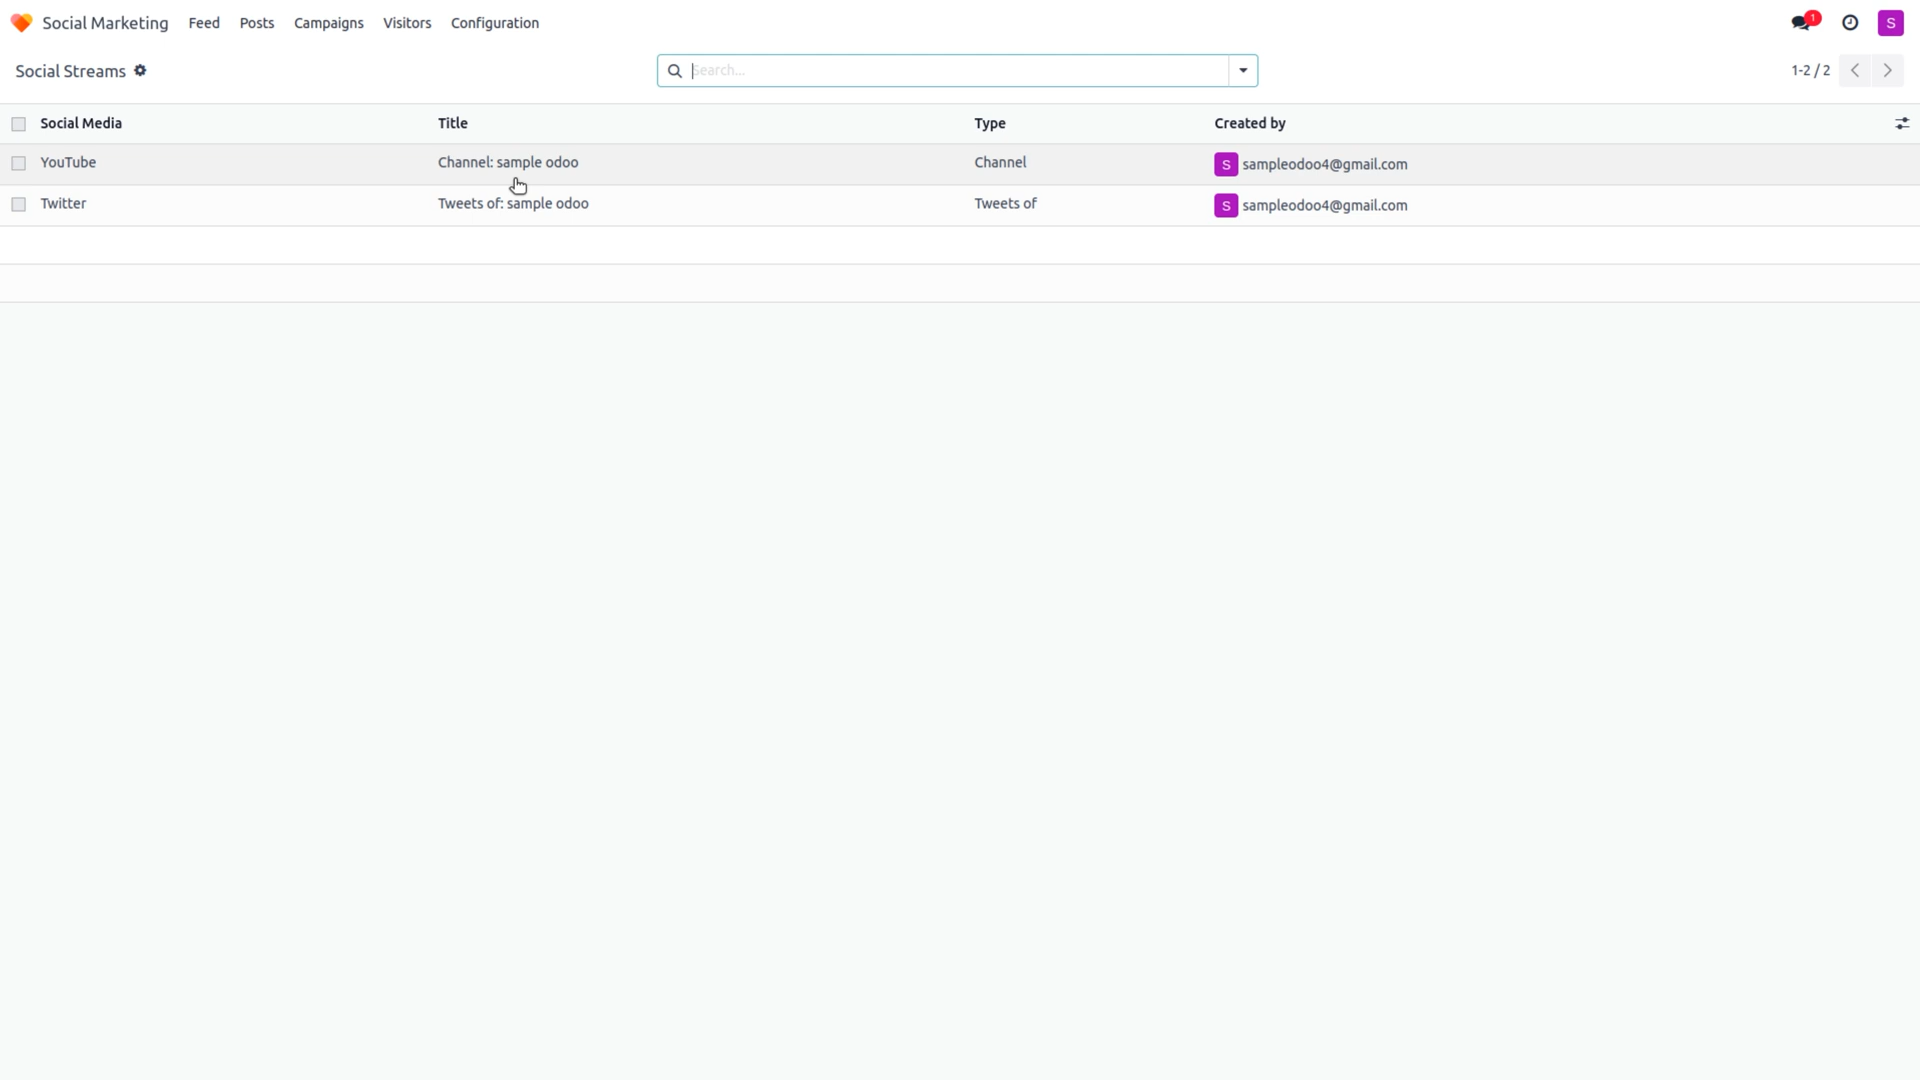 Social Marketing Feed Posts Campaigns Visitors Configuration 1 S
Social Streams Search... 1-2 / 2
Social Media Title Type Created by
YouTube Channel: sample odoo Channel S sampleodoo4@gmail.com
Twitter Tweets of: sample odoo Tweets of S sampleodoo4@gmail.com